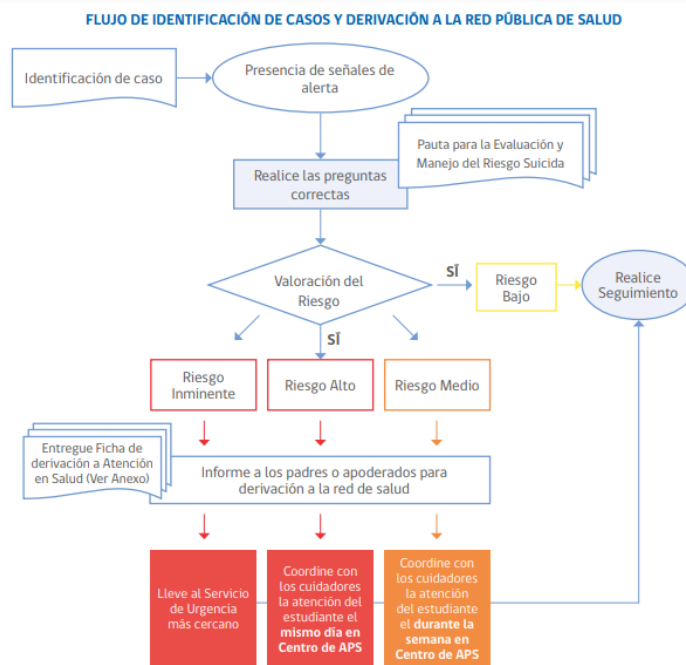 FLUJO DE IDENTIFICACIÓN DE CASOS Y DERIVACIÓN A LA RED PÚBLICA DE SALUD
Identificación de caso
Presencia de señales de
alerta
Pauta para la Evaluación y
Manejo del Riesgo Suicida
Realice las preguntas
correctas
Valoración del
Riesgo
SÍ
Riesgo
Bajo
Realice
Seguimiento
SÍ
Riesgo
Inminente
Riesgo Alto
Riesgo Medio
Entregue Ficha de
derivación a Atención
en Salud (Ver Anexo)
Informe a los padres o apoderados para
derivación a la red de salud
Lleve al Servicio
de Urgencia
más cercano
Coordine con
los cuidadores
la atención del
estudiante el
mismo día en
Centro de APS
Coordine con
los cuidadores
la atención
del estudiante
el durante la
semana en
Centro de APS